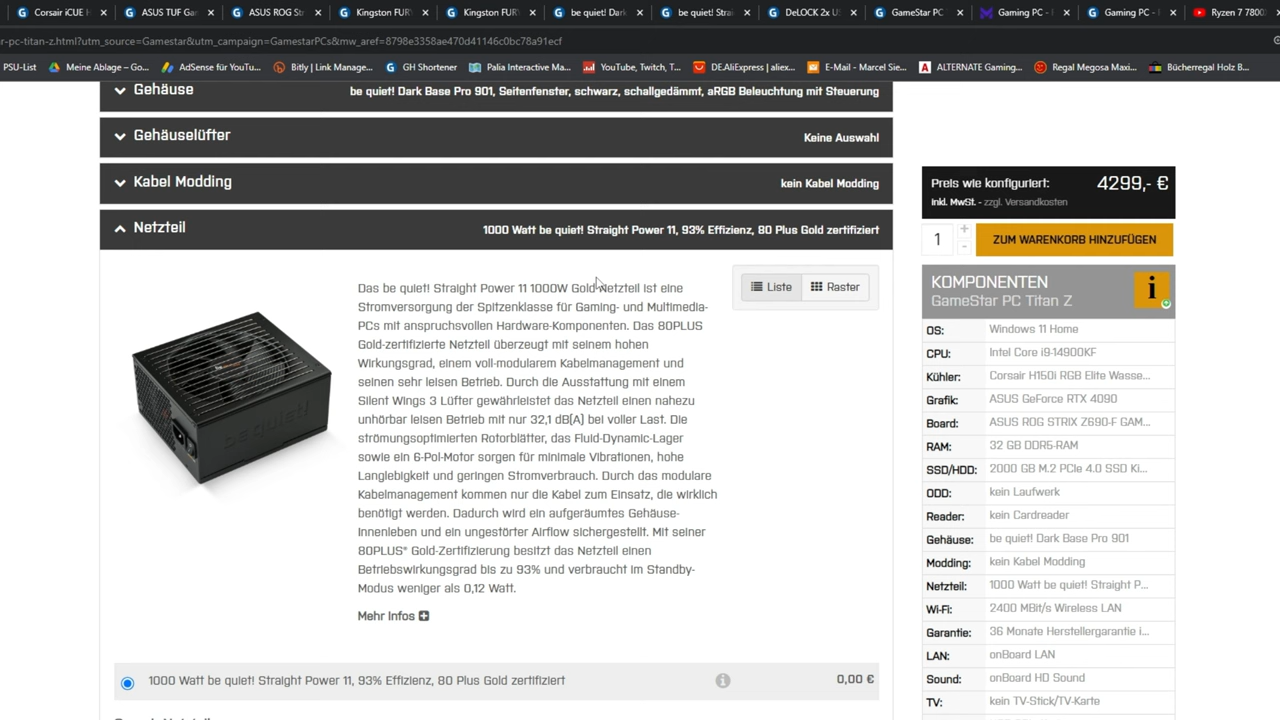 Corsair iCUE H
ASUS TUF Gar
ASUS ROG Str
Kingston FURY
Kingston FURY
be quiet! Dark
be quiet! Strai
DeLOCK 2x U
GameStar PC
Gaming PC -
Gaming PC -
Ryzen 7 780
r-pc-titan-z.html?utm_source=Gamestar&utm_campaign=GamestarPCs&mw_aref=8798e3358ae470d41146c0bc78a91ecf
PSU-List
Meine Ablage – Go...
AdSense für YouTu...
Bitly | Link Manage...
GH Shortener
Palia Interactive Ma...
YouTube, Twitch, T...
DE.AliExpress | aliex...
E-Mail - Marcel Sie...
ALTERNATE Gaming...
Regal Megosa Maxi...
Bücherregal Holz B...
Gehäuse
be quiet! Dark Base Pro 901, Seitenfenster, schwarz, schallgedämmt, aRGB Beleuchtung mit Steuerung
Gehäuselüfter
Keine Auswahl
Kabel Modding
kein Kabel Modding
Netzteil
1000 Watt be quiet! Straight Power 11, 93% Effizienz, 80 Plus Gold zertifiziert
Das be quiet! Straight Power 11 1000W Gold Netzteil ist eine
Stromversorgung der Spitzenklasse für Gaming- und Multimedia-
PCs mit anspruchsvollen Hardware-Komponenten. Das 80PLUS
Gold-zertifizierte Netzteil überzeugt mit seinem hohen
Wirkungsgrad, einem voll-modularem Kabelmanagement und
seinen sehr leisen Betrieb. Durch die Ausstattung mit einem
Silent Wings 3 Lüfter gewährleistet das Netzteil einen nahezu
unhörbar leisen Betrieb mit nur 32,1 dB(A) bei voller Last. Die
strömungsoptimierten Rotorblätter, das Fluid-Dynamic-Lager
sowie ein 6-Pol-Motor sorgen für minimale Vibrationen, hohe
Langlebigkeit und geringen Stromverbrauch. Durch das modulare
Kabelmanagement kommen nur die Kabel zum Einsatz, die wirklich
benötigt werden. Dadurch wird ein aufgeräumtes Gehäuse-
Innenleben und ein ungestörter Airflow sichergestellt. Mit seiner
80PLUS® Gold-Zertifizierung besitzt das Netzteil einen
Betriebswirkungsgrad bis zu 93% und verbraucht im Standby-
Modus weniger als 0,12 Watt.
Mehr Infos
be quiet!
Liste
Raster
1000 Watt be quiet! Straight Power 11, 93% Effizienz, 80 Plus Gold zertifiziert
0,00 €
Preis wie konfiguriert:
4299,- €
inkl. MwSt. - zzgl. Versandkosten
1
ZUM WARENKORB HINZUFÜGEN
KOMPONENTEN
GameStar PC Titan Z
OS: Windows 11 Home
CPU: Intel Core i9-14900KF
Kühler: Corsair H150i RGB Elite Wasse...
Grafik: ASUS GeForce RTX 4090
Board: ASUS ROG STRIX Z690-F GAM...
RAM: 32 GB DDR5-RAM
SSD/HDD: 2000 GB M.2 PCIe 4.0 SSD Ki...
ODD: kein Laufwerk
Reader: kein Cardreader
Gehäuse: be quiet! Dark Base Pro 901
Modding: kein Kabel Modding
Netzteil: 1000 Watt be quiet! Straight P...
Wi-Fi: 2400 MBit/s Wireless LAN
Garantie: 36 Monate Herstellergarantie i...
LAN: onBoard LAN
Sound: onBoard HD Sound
TV: kein TV-Stick/TV-Karte